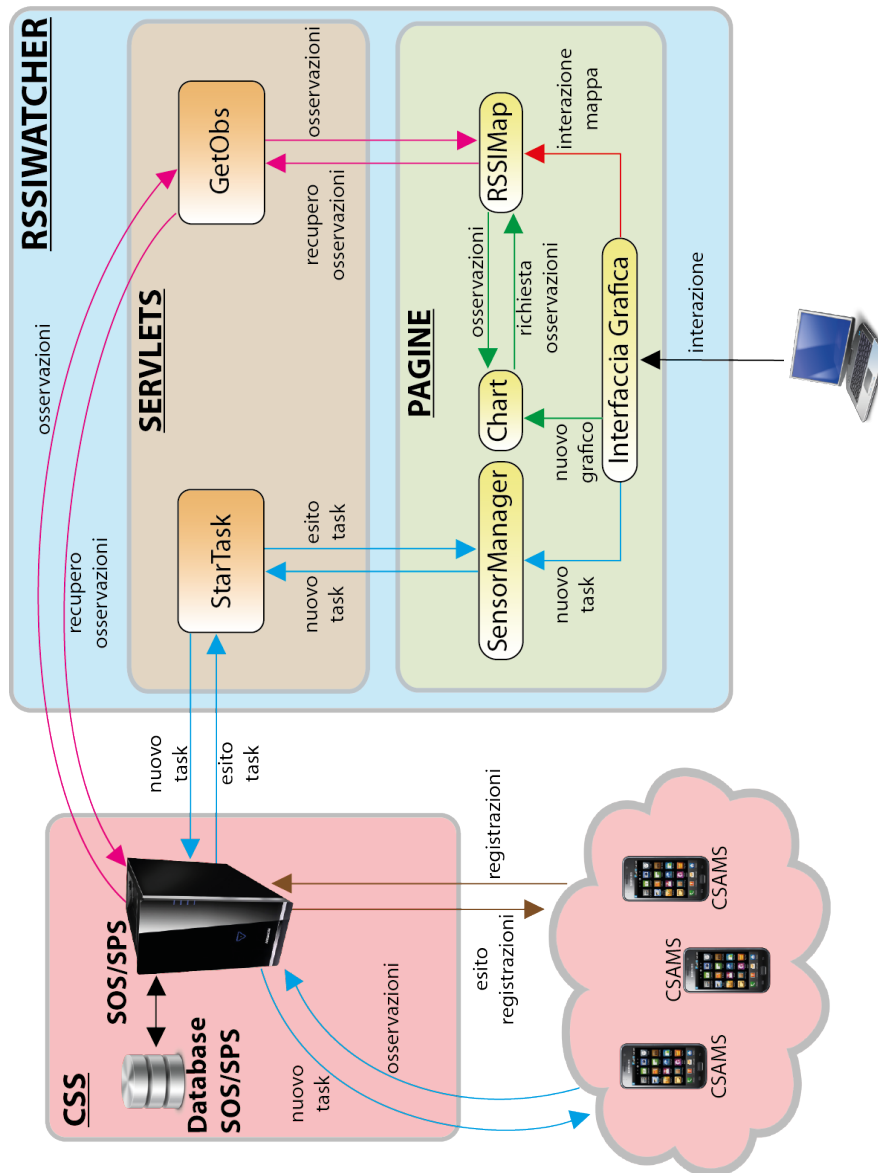 RSSIWATCHER
CSS
SOS/SPS
Database
SOS/SPS
SERVLETS
StarTask
GetObs
PAGINE
SensorManager
Chart
RSSIMap
Interfaccia Grafica
osservazioni
recupero
osservazioni
nuovo
task
esito
task
nuovo
task
esito
task
recupero
osservazioni
osservazioni
osservazioni
richiesta
osservazioni
nuovo
task
nuovo
grafico
interazione
mappa
interazione
nuovo
task
osservazioni
esito
registrazioni
registrazioni
CSAMS
CSAMS
CSAMS